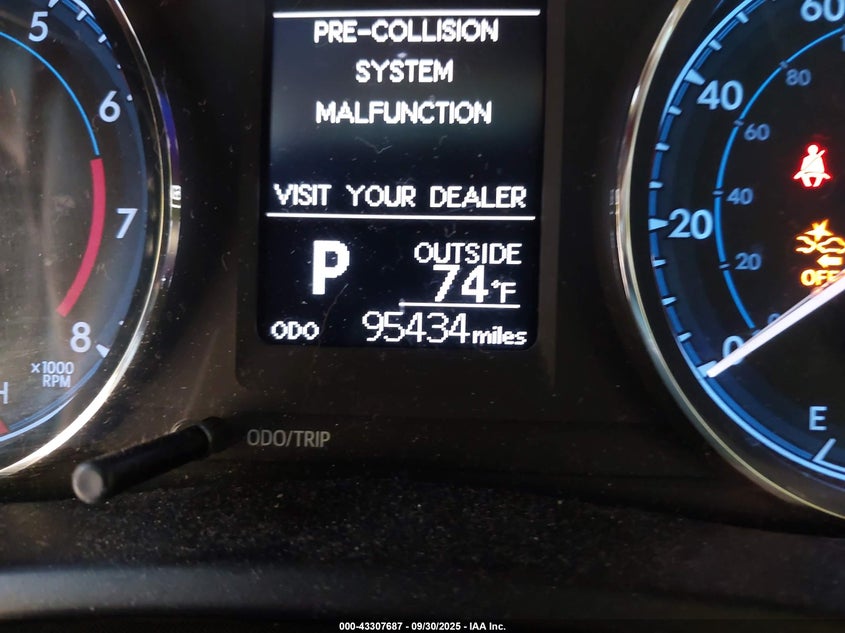 PRE-COLLISION
SYSTEM
MALFUNCTION
VISIT YOUR DEALER
P
OUTSIDE
74°F
ODO 95434 miles
5
6
7
8
x1000
RPM
H
60
40
20
0
80
60
40
20
OFF
E
ODO/TRIP
000-43307687 - 09/30/2025 - IAA Inc.